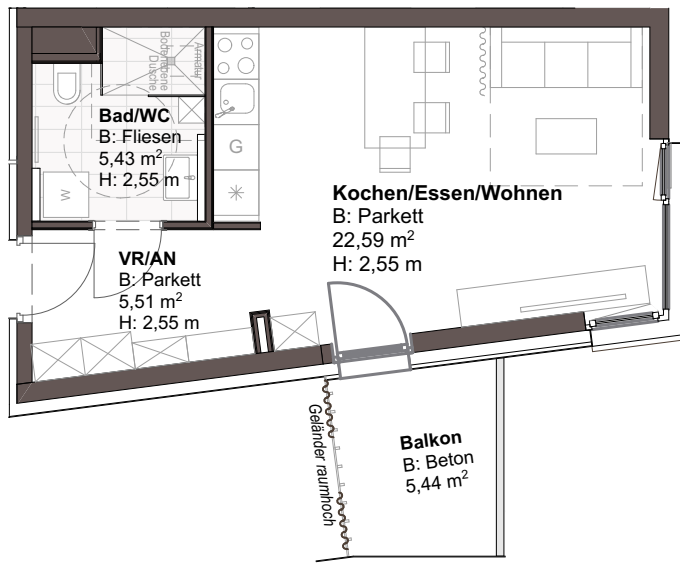 Armatur
Bodenebene
Dusche
Bad/WC
B: Fliesen
5,43 m²
H: 2,55 m
W
G
Kochen/Essen/Wohnen
B: Parkett
22,59 m²
H: 2,55 m
VR/AN
B: Parkett
5,51 m²
H: 2,55 m
Geländer raumhoch
Balkon
B: Beton
5,44 m²